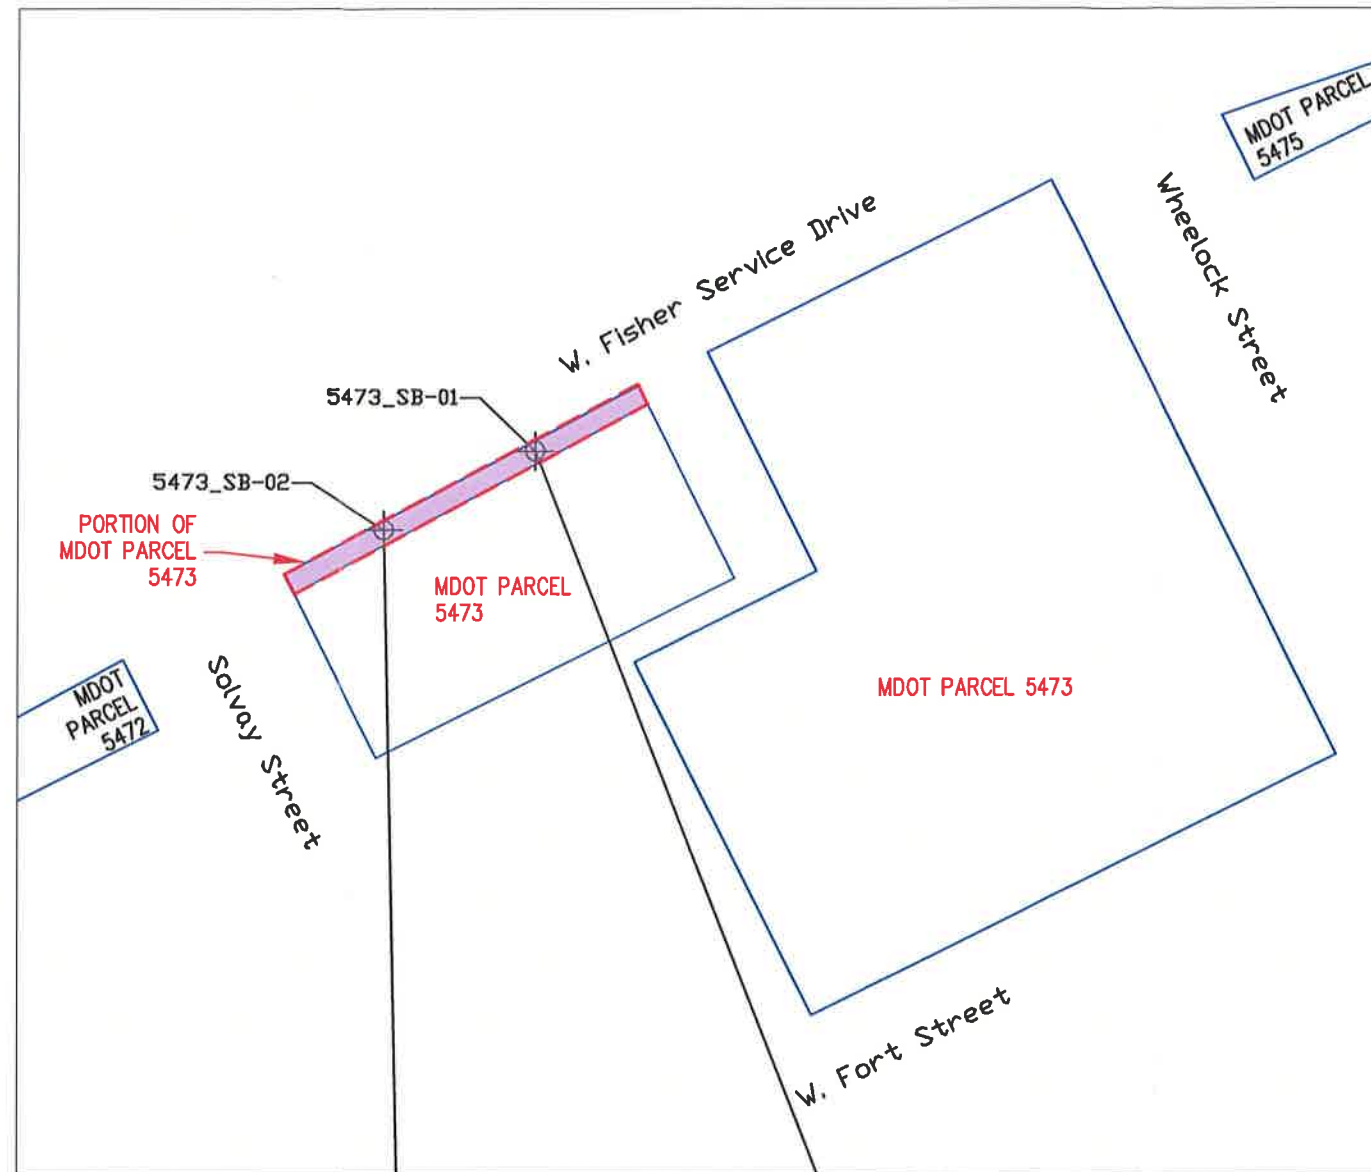 MDOT PARCEL
5475
Wheelock Street
W. Fisher Service Drive
5473_SB-01
5473_SB-02
PORTION OF
MDOT PARCEL
5473
MDOT PARCEL
5473
MDOT
PARCEL
5472
Solvay Street
MDOT PARCEL 5473
W. Fort Street